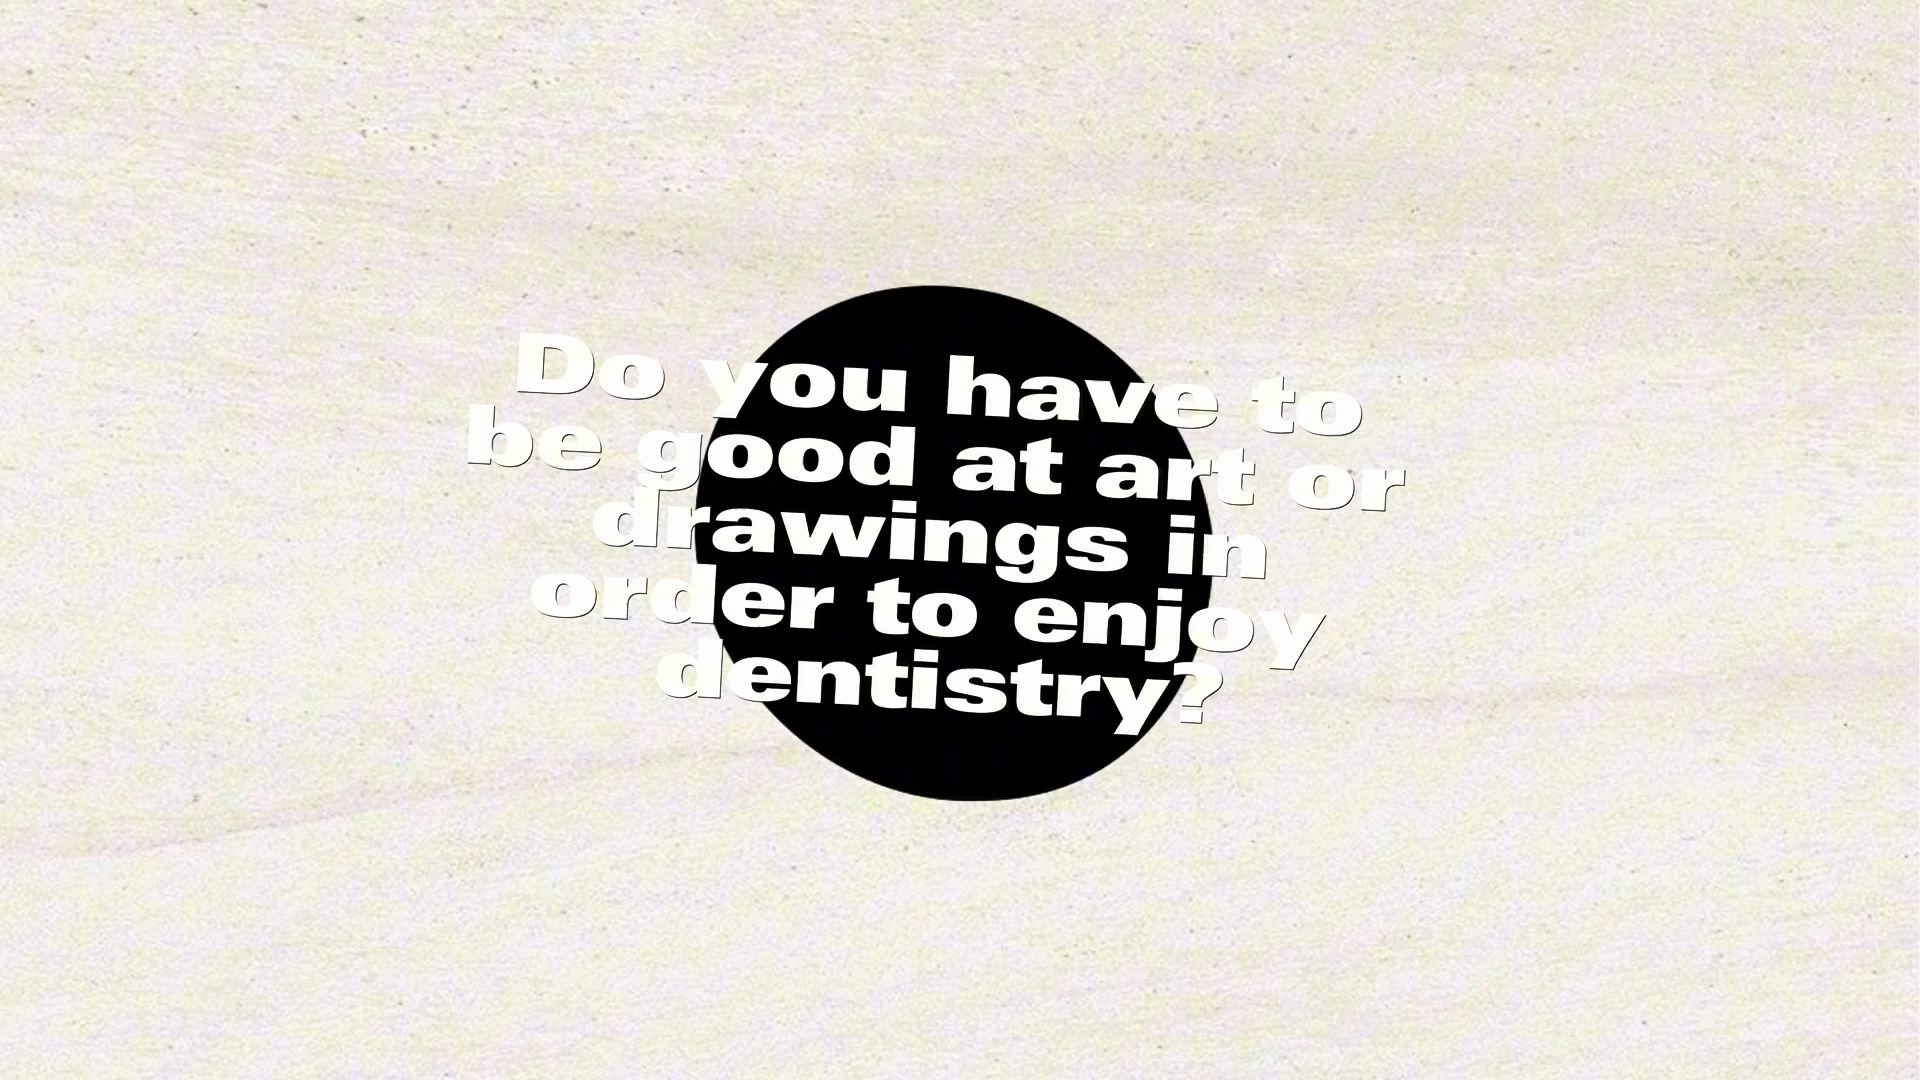 Do you have to
be good at art or
drawings in
order to enjoy
dentistry?